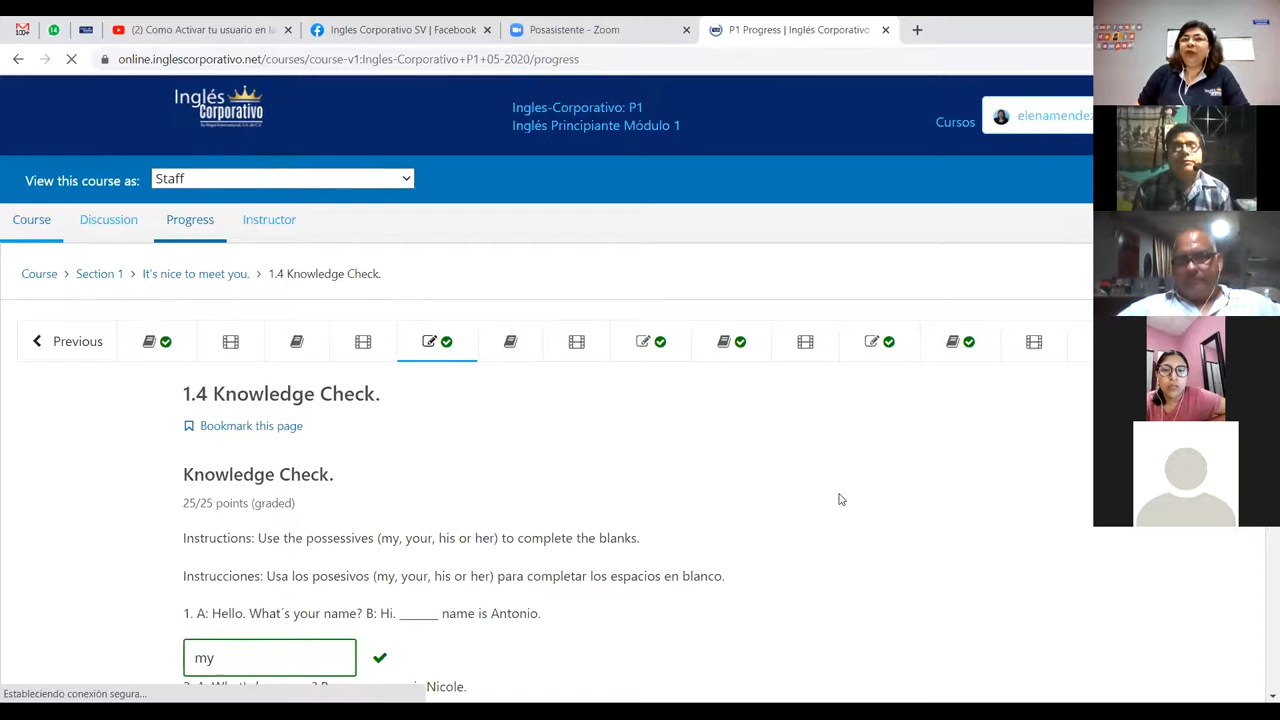 (2) Como Activar tu usuario en la
Ingles Corporativo SV | Facebook
Posasistente - Zoom
P1 Progress | Inglés Corporativo
online.inglescorporativo.net/courses/course-v1:Ingles-Corporativo+P1+05-2020/progress
Inglés
Corporativo
Ingles-Corporativo: P1
Inglés Principiante Módulo 1
Cursos
elenamendez
View this course as:
Staff
Course
Discussion
Progress
Instructor
Course > Section 1 > It's nice to meet you. > 1.4 Knowledge Check.
Previous
1.4 Knowledge Check.
Bookmark this page
Knowledge Check.
25/25 points (graded)
Instructions: Use the possessives (my, your, his or her) to complete the blanks.
Instrucciones: Usa los posesivos (my, your, his or her) para completar los espacios en blanco.
1. A: Hello. What´s your name? B: Hi. ______ name is Antonio.
my
Nicole.
Estableciendo conexión segura...